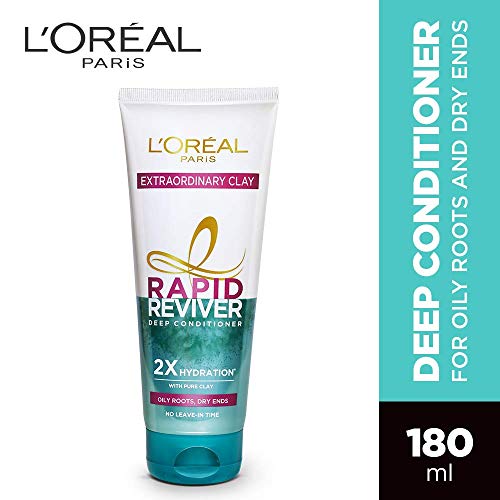 L'ORÉAL
PARIS
L'ORÉAL
PARIS
EXTRAORDINARY CLAY
RAPID
REVIVER
DEEP CONDITIONER
2X HYDRATION*
WITH PURE CLAY
OILY ROOTS, DRY ENDS
NO LEAVE-IN TIME
DEEP CONDITIONER
FOR OILY ROOTS AND DRY ENDS
180
ml